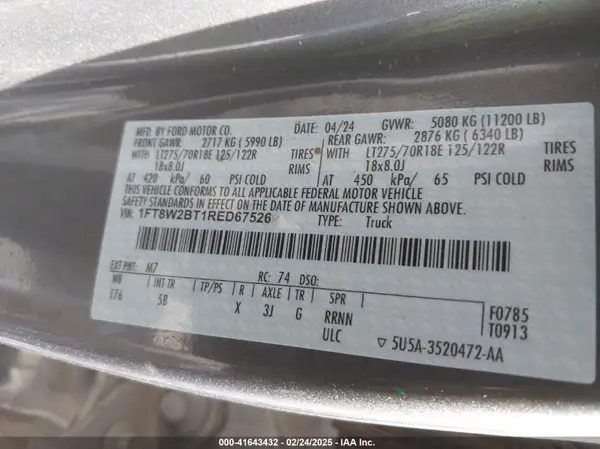 MFD. BY FORD MOTOR CO.
DATE: 04/24 GVWR: 5080 KG (11200 LB)
FRONT GAWR: 2717 KG (5990 LB) REAR GAWR: 2876 KG (6340 LB)
WITH LT275/70R18E 125/122R TIRES WITH LT275/70R18E 125/122R TIRES
18x8.0J RIMS 18x8.0J RIMS
AT 420 kPa/ 60 PSI COLD AT 450 kPa/ 65 PSI COLD
THIS VEHICLE CONFORMS TO ALL APPLICABLE FEDERAL MOTOR VEHICLE
SAFETY STANDARDS IN EFFECT ON THE DATE OF MANUFACTURE SHOWN ABOVE.
VIN: 1FT8W2BT1RED67526 TYPE: Truck
EXT PNT: M7 RC: 74 DSO:
WB INT TR TP/PS R AXLE TR SPR
176 5B X 3J G RRNN
ULC
F0785
T0913
▽ 5U5A-3520472-AA
000-41643432 - 02/24/2025 - IAA Inc.